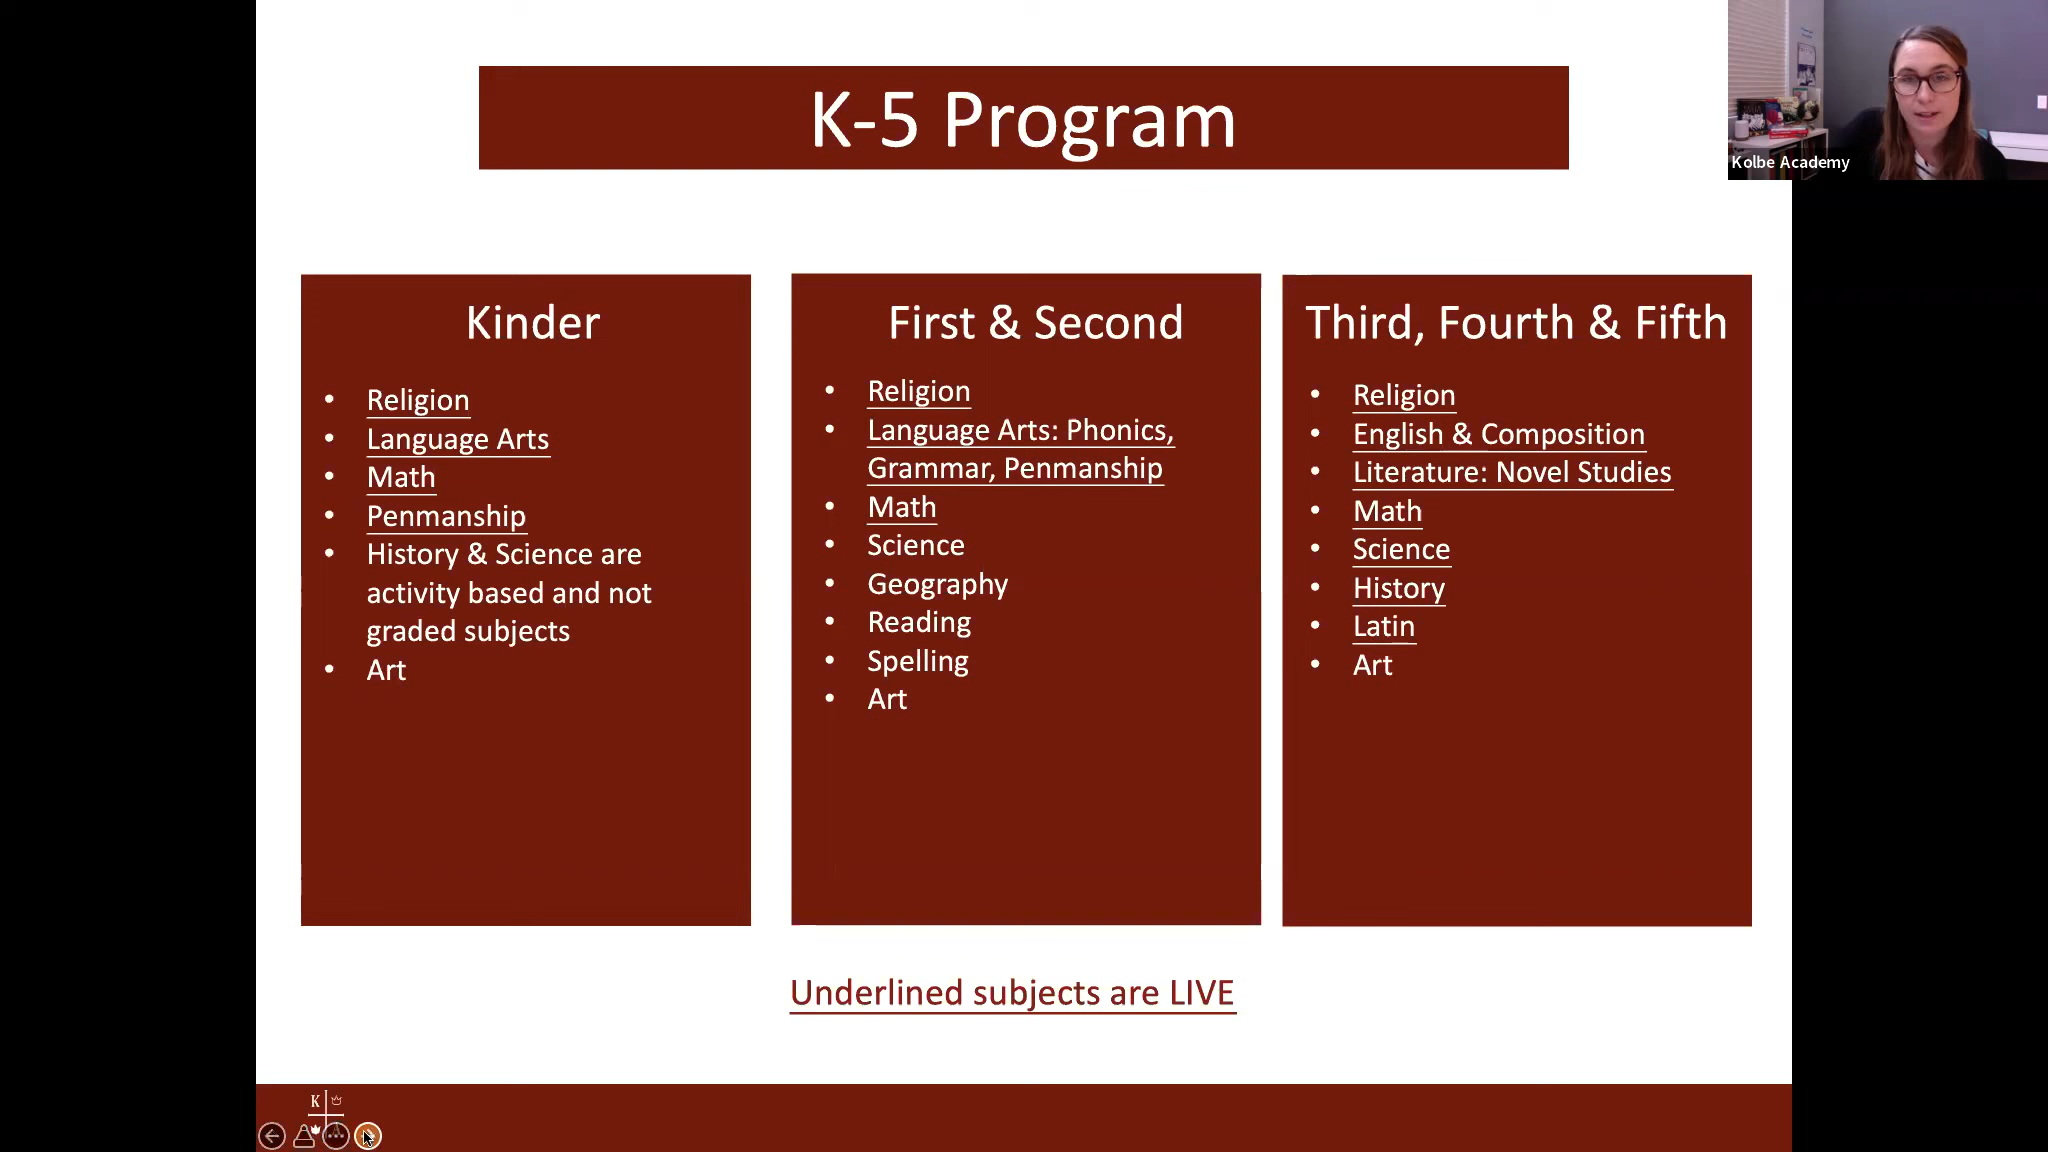 K-5 Program
Kolbe Academy
Kinder
• Religion
• Language Arts
• Math
• Penmanship
• History & Science are
activity based and not
graded subjects
• Art
First & Second
• Religion
• Language Arts: Phonics,
Grammar, Penmanship
• Math
• Science
• Geography
• Reading
• Spelling
• Art
Third, Fourth & Fifth
• Religion
• English & Composition
• Literature: Novel Studies
• Math
• Science
• History
• Latin
• Art
Underlined subjects are LIVE
K